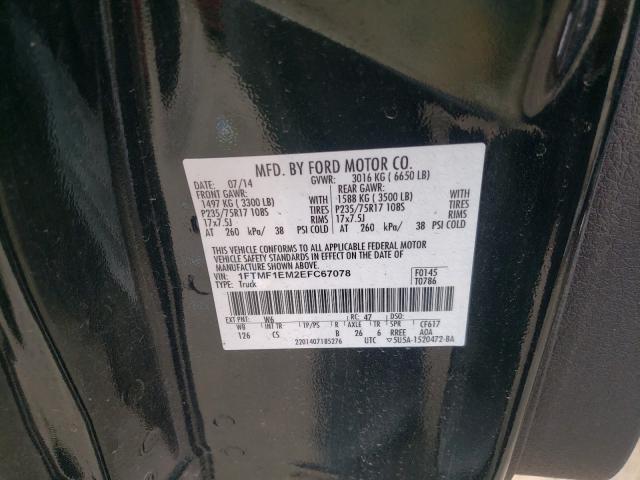 MFD. BY FORD MOTOR CO.
DATE: 07/14 GVWR: 3016 KG ( 6650 LB)
FRONT GAWR: REAR GAWR:
1497 KG ( 3300 LB) WITH 1588 KG ( 3500 LB) WITH
P235/75R17 108S TIRES P235/75R17 108S TIRES
17x7.5J RIMS 17x7.5J RIMS
AT 260 kPa/ 38 PSI COLD AT 260 kPa/ 38 PSI COLD
THIS VEHICLE CONFORMS TO ALL APPLICABLE FEDERAL MOTOR
VEHICLE SAFETY STANDARDS IN EFFECT ON THE DATE OF
MANUFACTURE SHOWN ABOVE.
VIN: 1FTMF1EM2EFC67078 F0145
TYPE: Truck T0786
EXT PNT: W6 RC: 47 DSO:
WB INT TR TP/PS R AXLE TR SPR CF617
126 CS B 26 6 RREE AOA
2201407185276 UTC ▽5U5A-1520472-BA